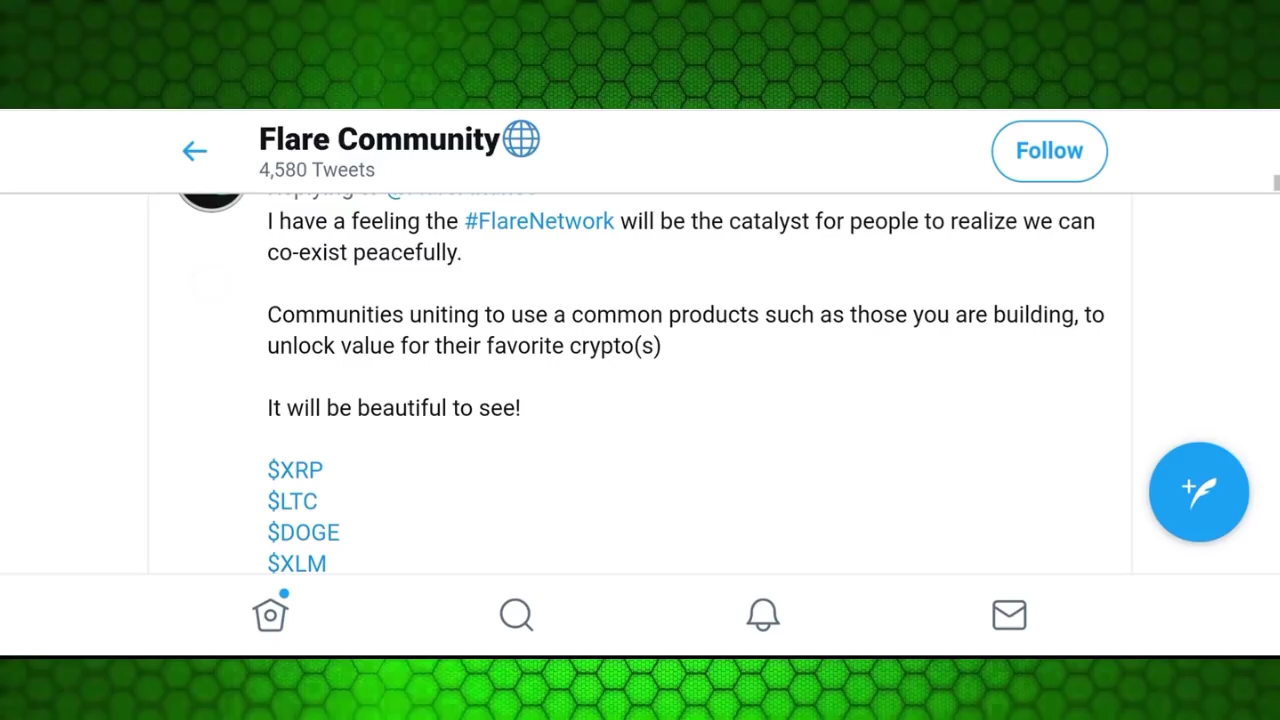 Flare Community
4,580 Tweets
Follow
I have a feeling the #FlareNetwork will be the catalyst for people to realize we can
co-exist peacefully.
Communities uniting to use a common products such as those you are building, to
unlock value for their favorite crypto(s)
It will be beautiful to see!
$XRP
$LTC
$DOGE
$XLM